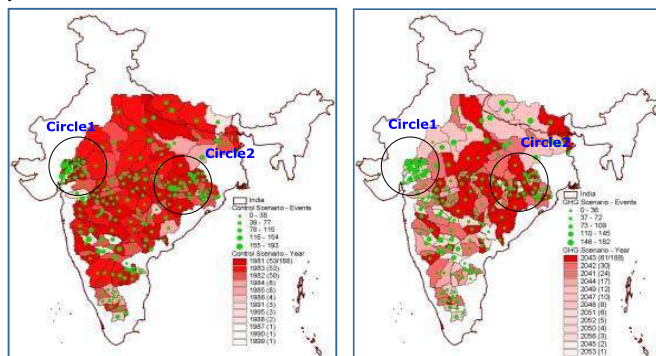 Circle1
Circle2
India
Control Scenario - Events
0 - 38
39 - 77
78 - 115
116 - 154
155 - 193
Control Scenario - Year
1981 (53/188)
1983 (53)
1982 (50)
1984 (8)
1985 (8)
1986 (4)
1991 (3)
1995 (3)
1988 (2)
1987 (1)
1990 (1)
1999 (1)
Circle1
Circle2
India
GHG Scenario - Events
0 - 36
37 - 72
73 - 109
110 - 145
146 - 182
GHG Scenario - Year
2043 (61/188)
2042 (30)
2041 (24)
2044 (17)
2049 (12)
2047 (10)
2048 (8)
2051 (6)
2052 (5)
2050 (4)
2056 (3)
2045 (2)
2053 (1)